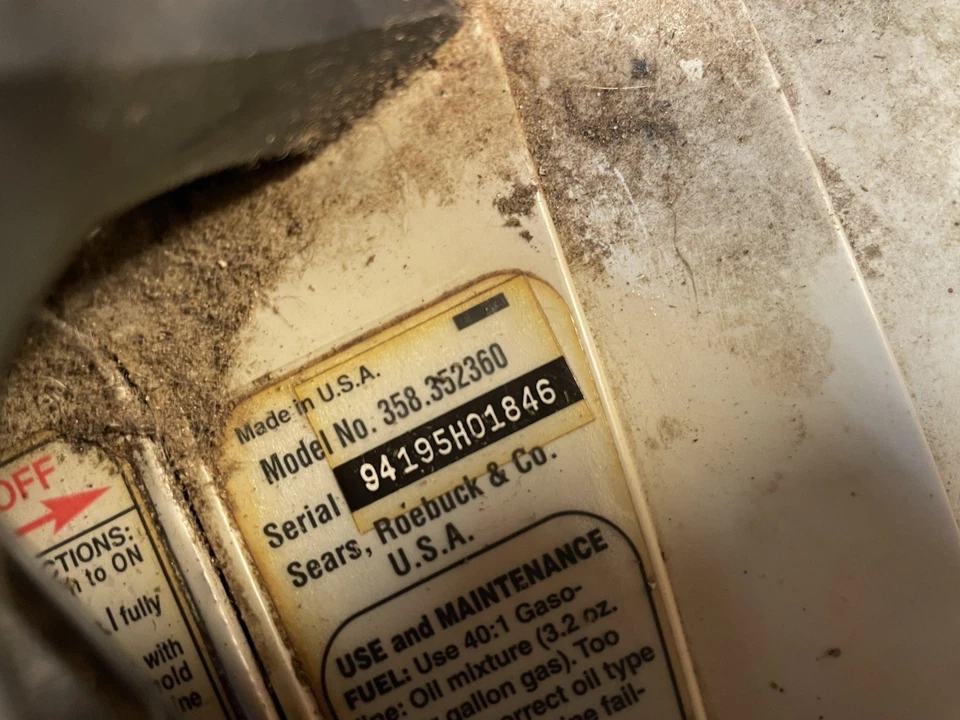 OFF
CTIONS:
to ON
fully
with
old
ne
Made in U.S.A.
Model No. 358.352360
Serial 94195H01846
Sears, Roebuck & Co.
U.S.A.
USE and MAINTENANCE
FUEL: Use 40:1 Gaso-
line: Oil mixture (3.2 oz.
gallon gas). Too
correct oil type
fail-